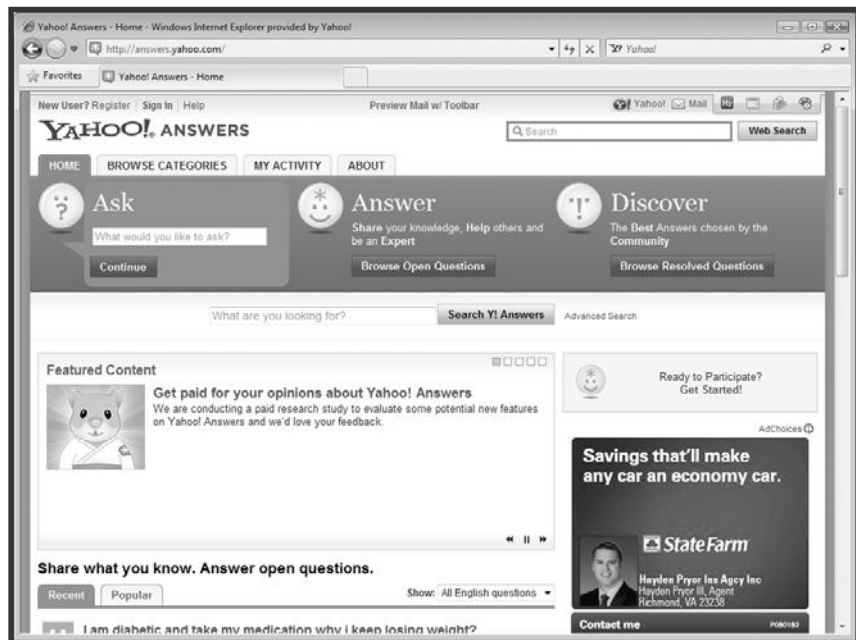 Yahoo! Answers - Home - Windows Internet Explorer provided by Yahoo!
http://answers.yahoo.com/
Yahoo!
Favorites
Yahoo! Answers - Home
New User? Register | Sign In | Help
Preview Mail w/ Toolbar
Yahoo!
Mail
YAHOO! ANSWERS
Search
Web Search
HOME
BROWSE CATEGORIES
MY ACTIVITY
ABOUT
Ask
What would you like to ask?
Continue
Answer
Share your knowledge, Help others and
be an Expert
Browse Open Questions
Discover
The Best Answers chosen by the
Community
Browse Resolved Questions
What are you looking for?
Search Y! Answers
Advanced Search
Featured Content
Get paid for your opinions about Yahoo! Answers
We are conducting a paid research study to evaluate some potential new features
on Yahoo! Answers and we'd love your feedback.
Ready to Participate?
Get Started!
AdChoices
Savings that'll make
any car an economy car.
StateFarm
Hayden Pryor Ins Agcy Inc
Hayden Pryor III, Agent
Richmond, VA 23238
Contact me
Share what you know. Answer open questions.
Recent
Popular
Show: All English questions
I am diabetic and take my medication why i keep losing weight?